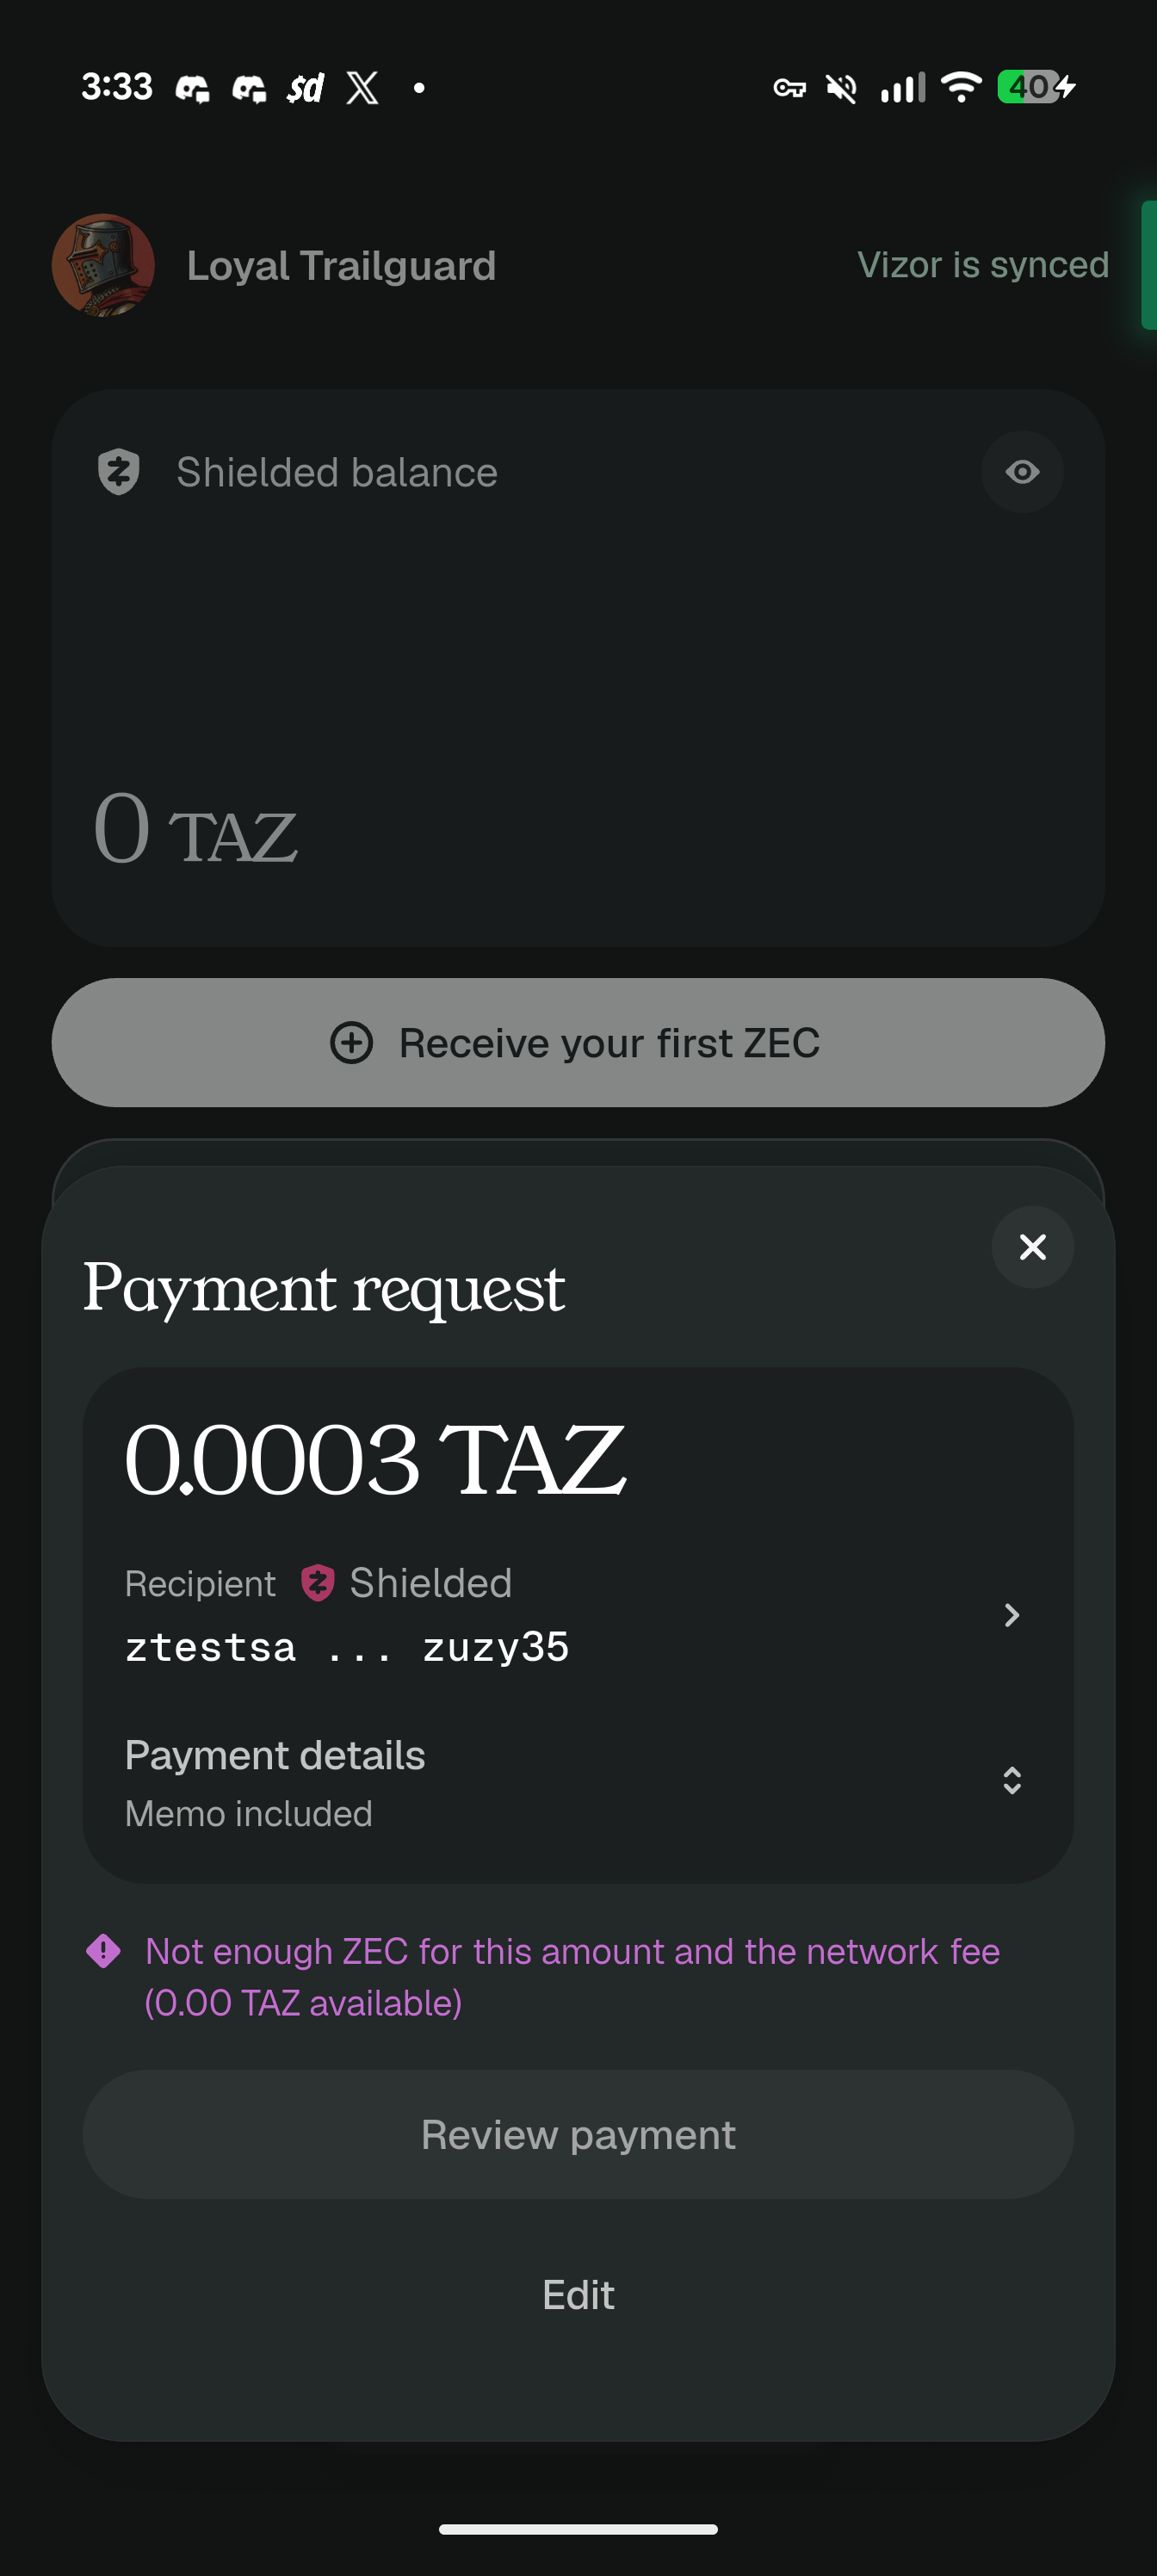 3:33
$d
40
Loyal Trailguard
Vizor is synced
Shielded balance
0 TAZ
Receive your first ZEC
Payment request
0.0003 TAZ
Recipient Shielded
ztestsa ... zuzy35
Payment details
Memo included
Not enough ZEC for this amount and the network fee
(0.00 TAZ available)
Review payment
Edit